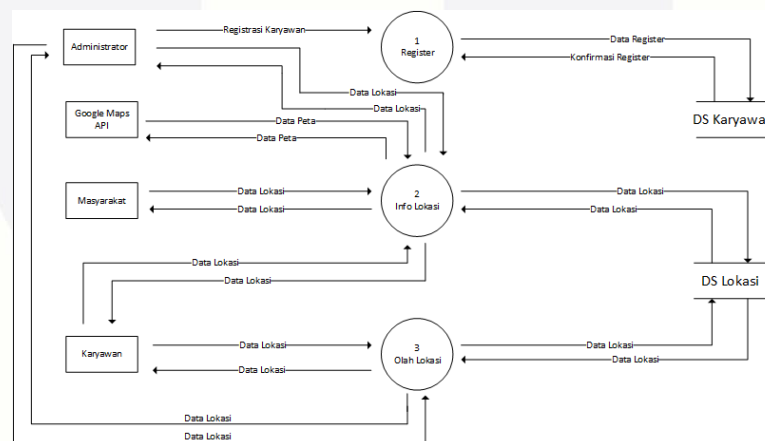 Administrator
Registrasi Karyawan
1
Register
Data Register
Konfirmasi Register
DS Karyawa
Data Lokasi
Data Lokasi
Google Maps
API
Data Peta
Data Peta
Masyarakat
Data Lokasi
Data Lokasi
2
Info Lokasi
Data Lokasi
Data Lokasi
Data Lokasi
Data Lokasi
DS Lokasi
Karyawan
Data Lokasi
Data Lokasi
3
Olah Lokasi
Data Lokasi
Data Lokasi
Data Lokasi
Data Lokasi